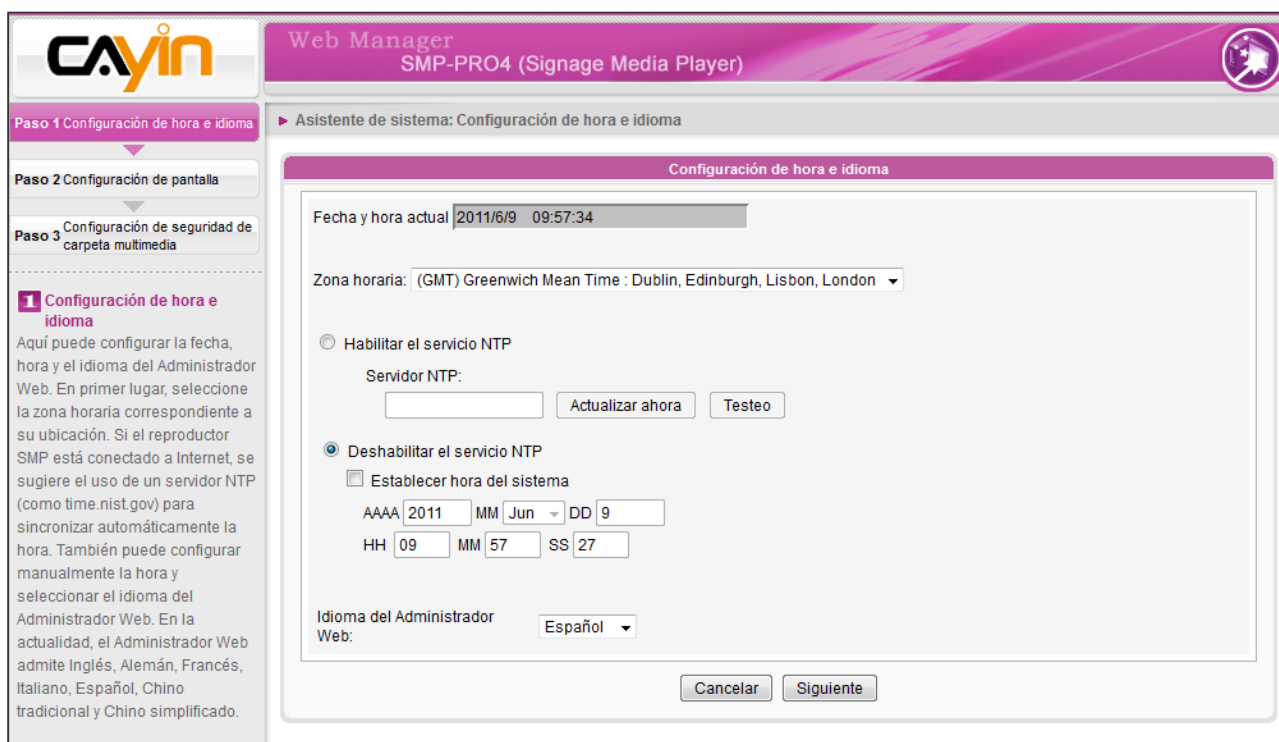 CAYIN
Web Manager
SMP-PRO4 (Signage Media Player)
Paso 1 Configuración de hora e idioma
Paso 2 Configuración de pantalla
Paso 3 Configuración de seguridad de
carpeta multimedia
1 Configuración de hora e
idioma
Aquí puede configurar la fecha,
hora y el idioma del Administrador
Web. En primer lugar, seleccione
la zona horaria correspondiente a
su ubicación. Si el reproductor
SMP está conectado a Internet, se
sugiere el uso de un servidor NTP
(como time.nist.gov) para
sincronizar automáticamente la
hora. También puede configurar
manualmente la hora y
seleccionar el idioma del
Administrador Web. En la
actualidad, el Administrador Web
admite Inglés, Alemán, Francés,
Italiano, Español, Chino
tradicional y Chino simplificado.
Asistente de sistema: Configuración de hora e idioma
Configuración de hora e idioma
Fecha y hora actual 2011/6/9 09:57:34
Zona horaria: (GMT) Greenwich Mean Time : Dublin, Edinburgh, Lisbon, London
Habilitar el servicio NTP
Servidor NTP:
Actualizar ahora Testeo
Deshabilitar el servicio NTP
Establecer hora del sistema
AAAA 2011 MM Jun DD 9
HH 09 MM 57 SS 27
Idioma del Administrador
Web: Español
Cancelar Siguiente